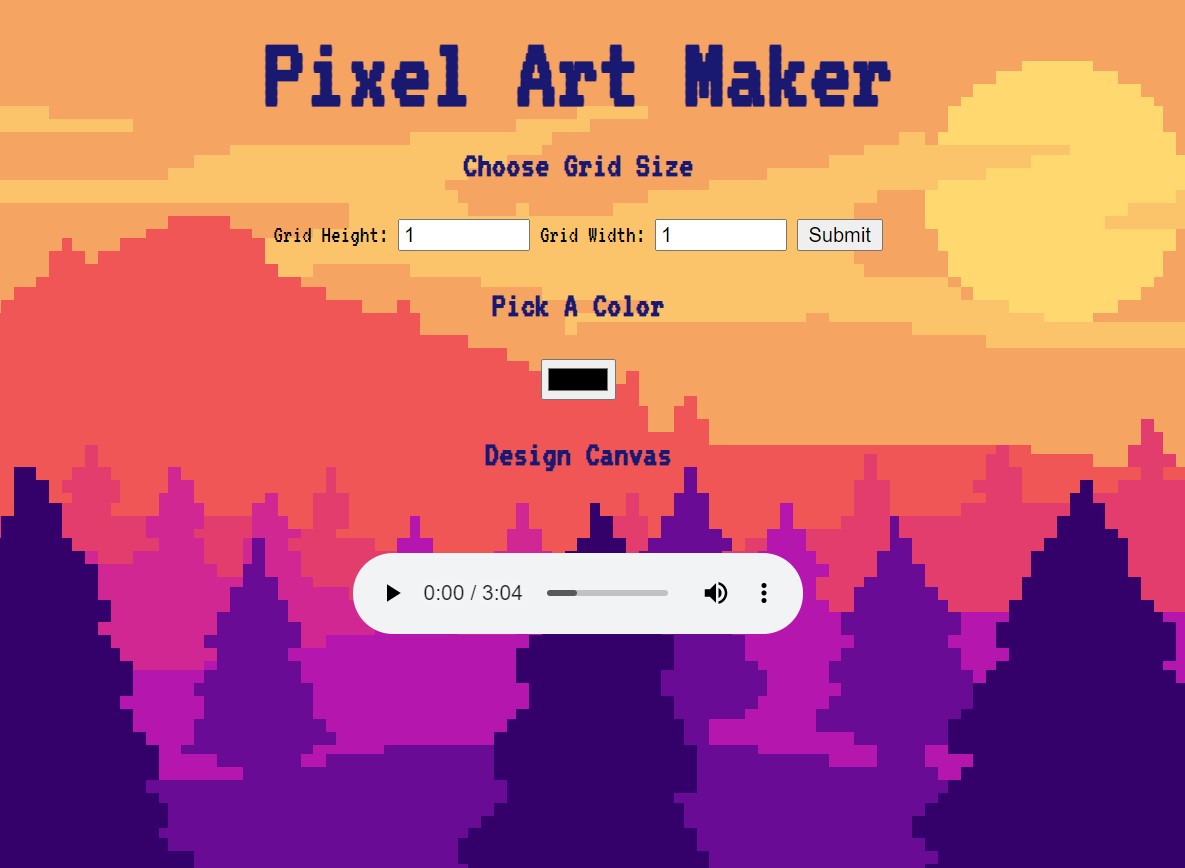 Pixel Art Maker
Choose Grid Size
Grid Height: 1 Grid Width: 1 Submit
Pick A Color
Design Canvas
0:00 / 3:04